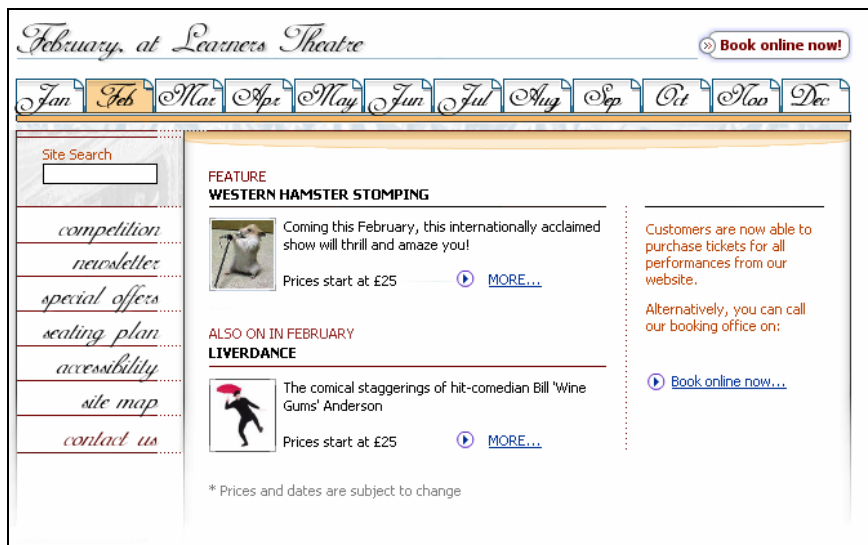 February, at Learners Theatre
Book online now!
Jan Feb Mar Apr May Jun Jul Aug Sep Oct Nov Dec
Site Search
competition
newsletter
special offers
seating plan
accessibility
site map
contact us
FEATURE
WESTERN HAMSTER STOMPING
Coming this February, this internationally acclaimed
show will thrill and amaze you!
Prices start at £25
MORE...
ALSO ON IN FEBRUARY
LIVERDANCE
The comical staggerings of hit-comedian Bill 'Wine
Gums' Anderson
Prices start at £25
MORE...
* Prices and dates are subject to change
Customers are now able to
purchase tickets for all
performances from our
website.
Alternatively, you can call
our booking office on:
Book online now...